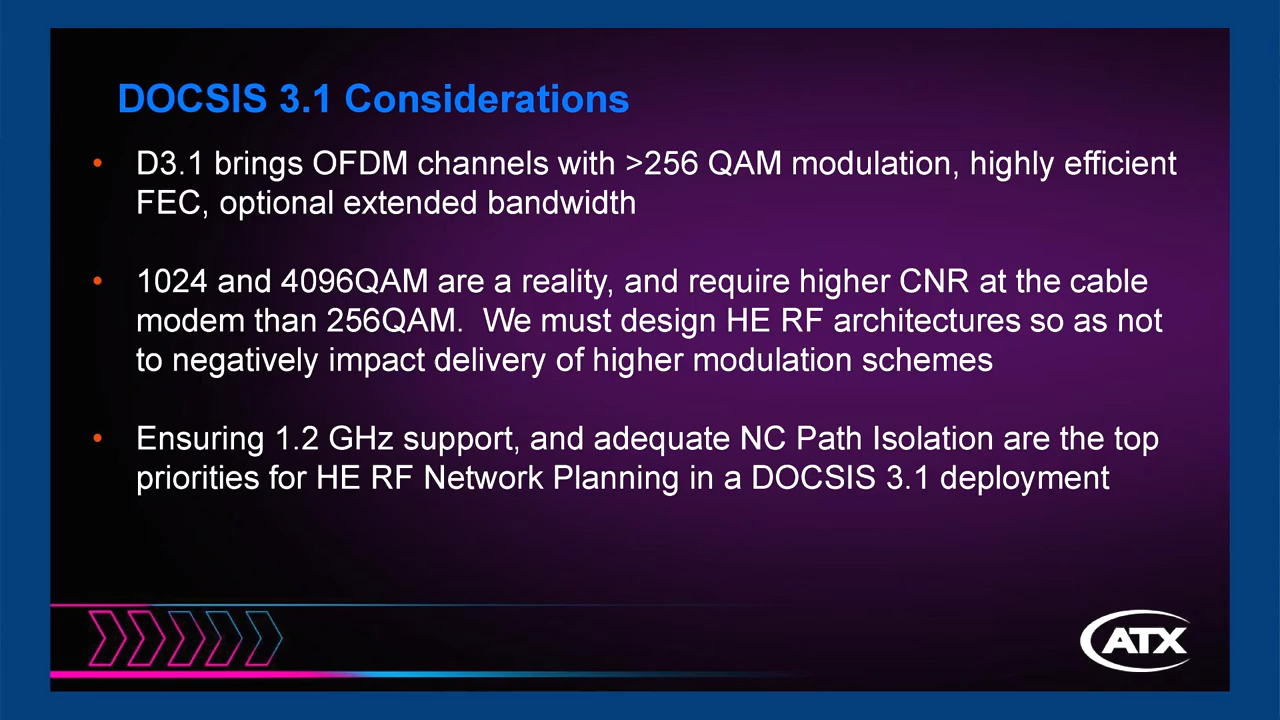 DOCSIS 3.1 Considerations
• D3.1 brings OFDM channels with >256 QAM modulation, highly efficient
FEC, optional extended bandwidth
• 1024 and 4096QAM are a reality, and require higher CNR at the cable
modem than 256QAM.  We must design HE RF architectures so as not
to negatively impact delivery of higher modulation schemes
• Ensuring 1.2 GHz support, and adequate NC Path Isolation are the top
priorities for HE RF Network Planning in a DOCSIS 3.1 deployment
ATX